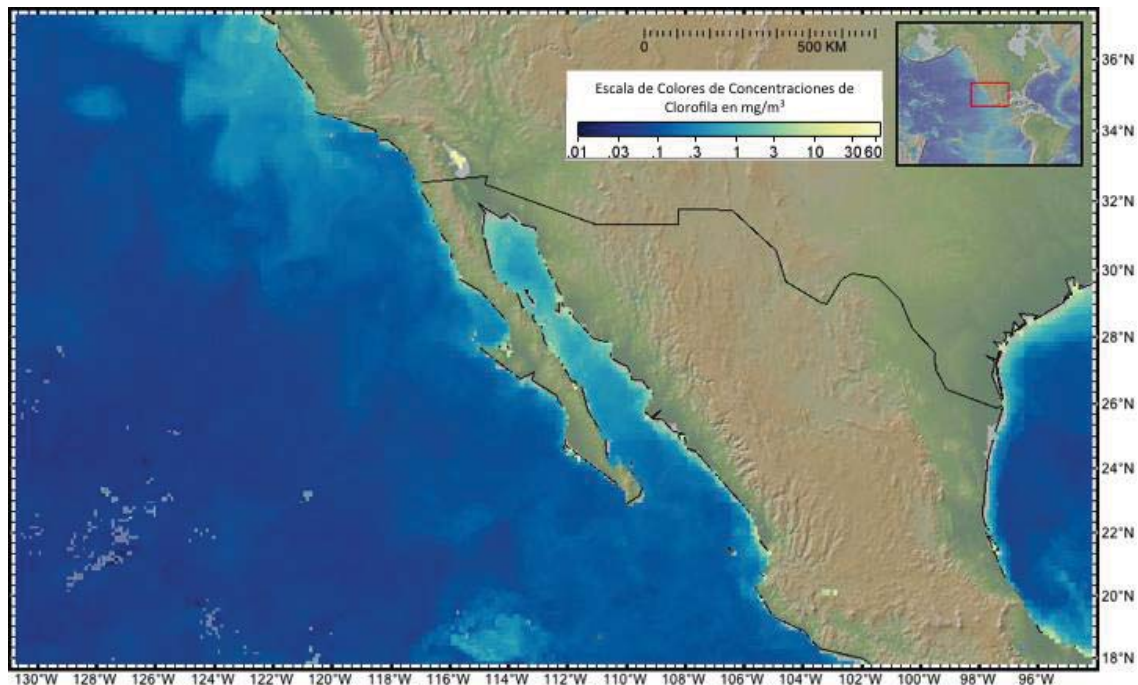 0 500 KM
Escala de Colores de Concentraciones de
Clorofila en mg/m³
.01 .03 .1 .3 1 3 10 30 60
36°N
34°N
32°N
30°N
28°N
26°N
24°N
22°N
20°N
18°N
130°W 128°W 126°W 124°W 122°W 120°W 118°W 116°W 114°W 112°W 110°W 108°W 106°W 104°W 102°W 100°W 98°W 96°W